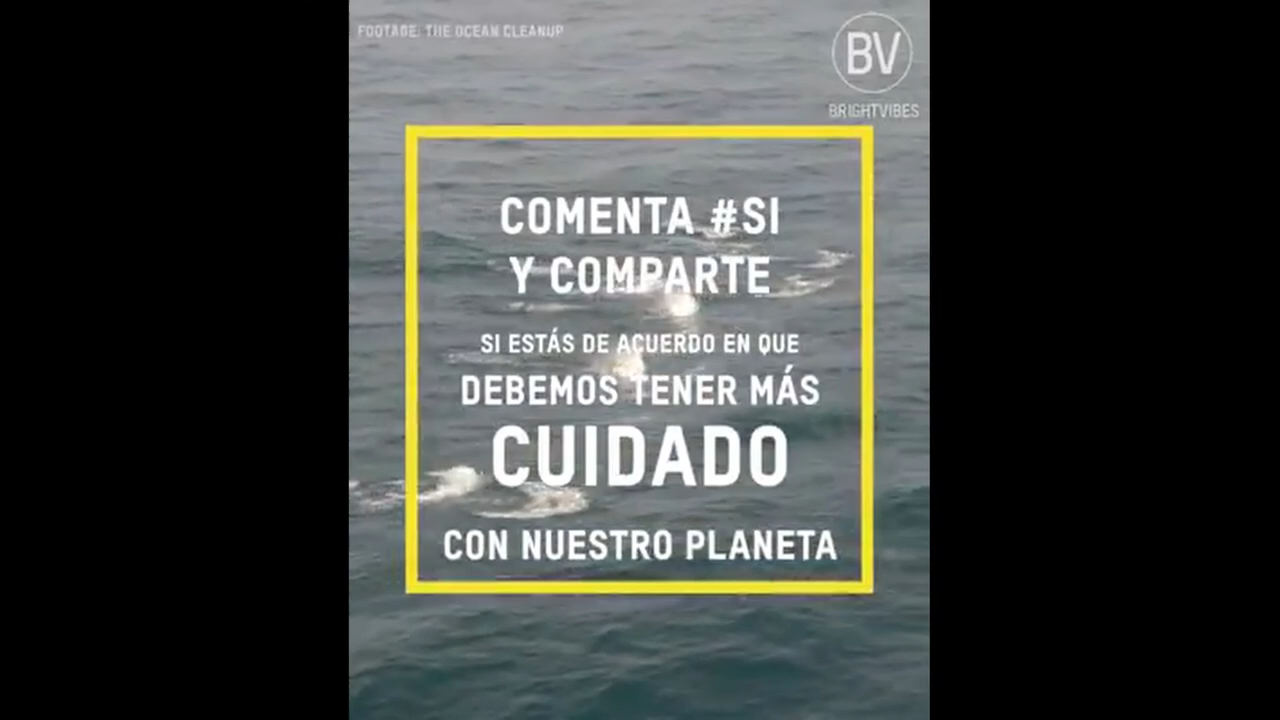 FOOTAGE: THE OCEAN CLEANUP
BV
BRIGHTVIBES
COMENTA #SI
Y COMPARTE
SI ESTÁS DE ACUERDO EN QUE
DEBEMOS TENER MÁS
CUIDADO
CON NUESTRO PLANETA